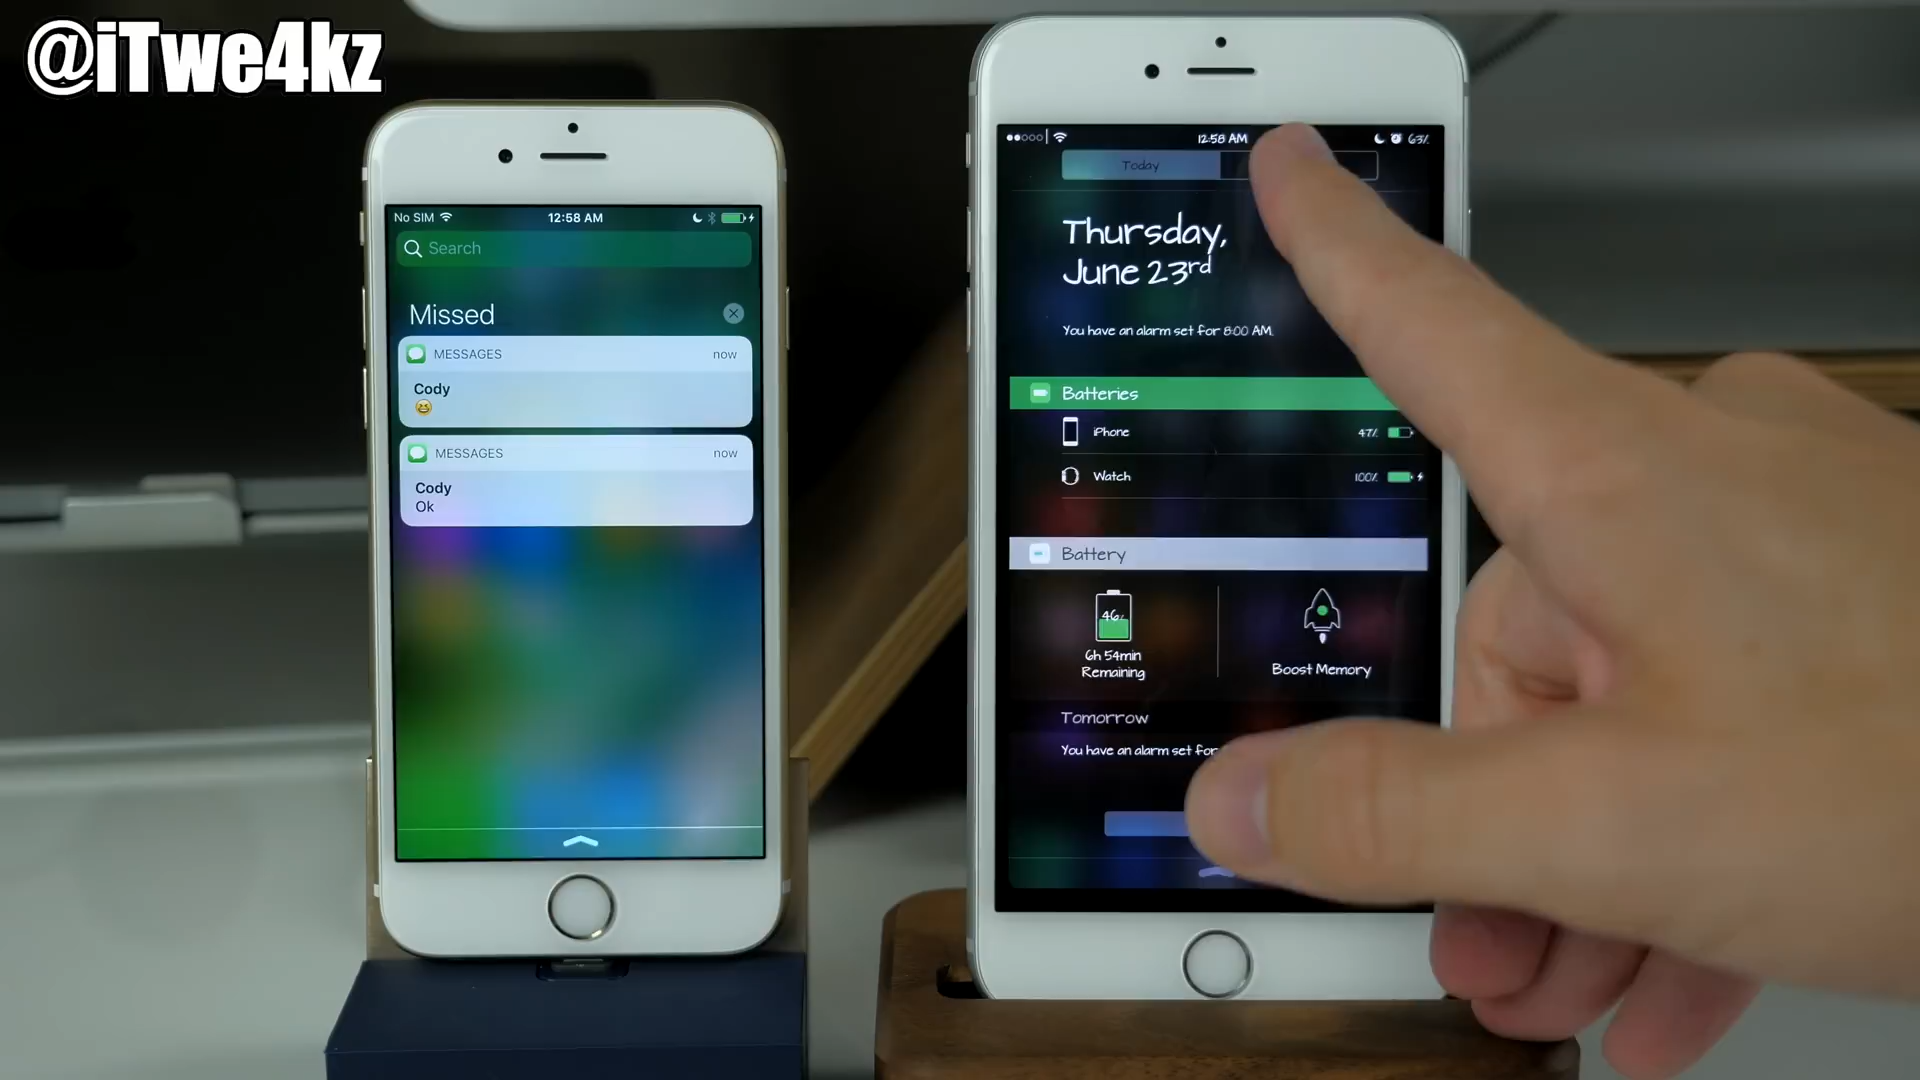 @iTwe4kz
No SIM
12:58 AM
Search
Missed
MESSAGES
now
Cody
MESSAGES
now
Cody
Ok
12:58 AM
63%
Today
Thursday,
June 23rd
You have an alarm set for 8:00 AM.
Batteries
iPhone
47%
Watch
100%
Battery
46%
6h 54min
Remaining
Boost Memory
Tomorrow
You have an alarm set for